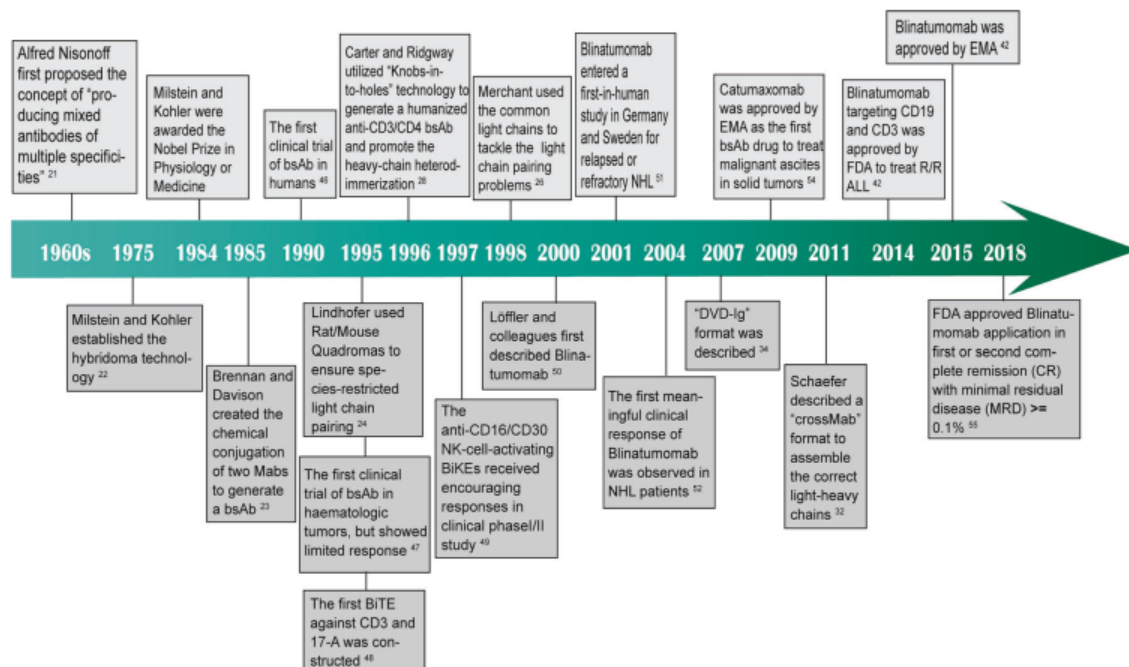 Alfred Nisonoff
first proposed the
concept of “pro-
ducing mixed
antibodies of
multiple specifici-
ties” 21
Milstein and
Kohler were
awarded the
Nobel Prize in
Physiology or
Medicine
The first
clinical trial
of bsAb in
humans 46
Carter and Ridgway
utilized “Knobs-in-
to-holes” technology to
generate a humanized
anti-CD3/CD4 bsAb
and promote the
heavy-chain heterod-
immerization 28
Merchant used
the common
light chains to
tackle the light
chain pairing
problems 26
Blinatumomab
entered a
first-in-human
study in Germany
and Sweden for
relapsed or
refractory NHL 51
Catumaxomab
was approved by
EMA as the first
bsAb drug to treat
malignant ascites
in solid tumors 54
Blinatumomab
targeting CD19
and CD3 was
approved by
FDA to treat R/R
ALL 42
Blinatumomab was
approved by EMA 42
1960s 1975 1984 1985 1990 1995 1996 1997 1998 2000 2001 2004 2007 2009 2011 2014 2015 2018
Milstein and Kohler
established the
hybridoma technol-
ogy 22
Brennan and
Davison
created the
chemical
conjugation
of two Mabs
to generate
a bsAb 23
Lindhofer used
Rat/Mouse
Quadromas to
ensure spe-
cies-restricted
light chain
pairing 24
The first clinical
trial of bsAb in
haematologic
tumors, but showed
limited response 47
The first BiTE
against CD3 and
17-A was con-
structed 48
The
anti-CD16/CD30
NK-cell-activating
BiKEs received
encouraging
responses in
clinical phaseI/II
study 49
Löffler and
colleagues first
described Blina-
tumomab 50
The first mean-
ingful clinical
response of
Blinatumomab
was observed in
NHL patients 52
“DVD-Ig”
format was
described 34
Schaefer
described a
“crossMab”
format to
assemble
the correct
light-heavy
chains 32
FDA approved Blinatu-
momab application in
first or second com-
plete remission (CR)
with minimal residual
disease (MRD) >=
0.1% 55